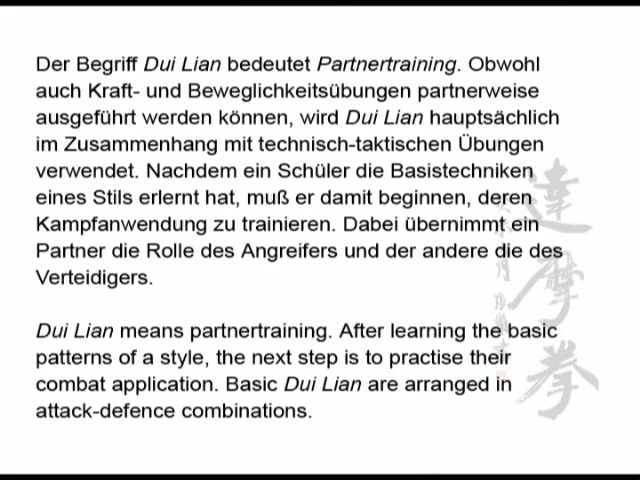 Der Begriff Dui Lian bedeutet Partnertraining. Obwohl
auch Kraft- und Beweglichkeitsübungen partnerweise
ausgeführt werden können, wird Dui Lian hauptsächlich
im Zusammenhang mit technisch-taktischen Übungen
verwendet. Nachdem ein Schüler die Basistechniken
eines Stils erlernt hat, muß er damit beginnen, deren
Kampfanwendung zu trainieren. Dabei übernimmt ein
Partner die Rolle des Angreifers und der andere die des
Verteidigers.
Dui Lian means partnertraining. After learning the basic
patterns of a style, the next step is to practise their
combat application. Basic Dui Lian are arranged in
attack-defence combinations.
達摩拳